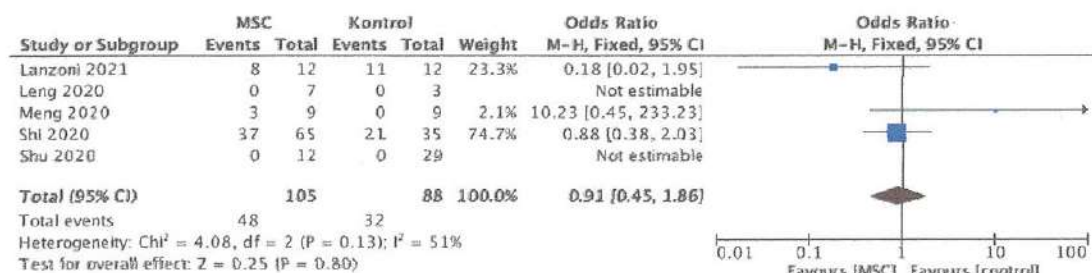 MSC Kontrol Odds Ratio Odds Ratio
Study or Subgroup Events Total Events Total Weight M-H, Fixed, 95% CI M-H, Fixed, 95% CI
Lanzoni 2021 8 12 11 12 23.3% 0.18 [0.02, 1.95]
Leng 2020 0 7 0 3 Not estimable
Meng 2020 3 9 0 9 2.1% 10.23 [0.45, 233.23]
Shi 2020 37 65 21 35 74.7% 0.88 [0.38, 2.03]
Shu 2020 0 12 0 29 Not estimable
Total (95% CI) 105 88 100.0% 0.91 [0.45, 1.86]
Total events 48 32
Heterogeneity: Chi² = 4.08, df = 2 (P = 0.13); I² = 51%
Test for overall effect: Z = 0.25 (P = 0.80)
0.01 0.1 1 10 100
Favours [MSC] Favours [control]